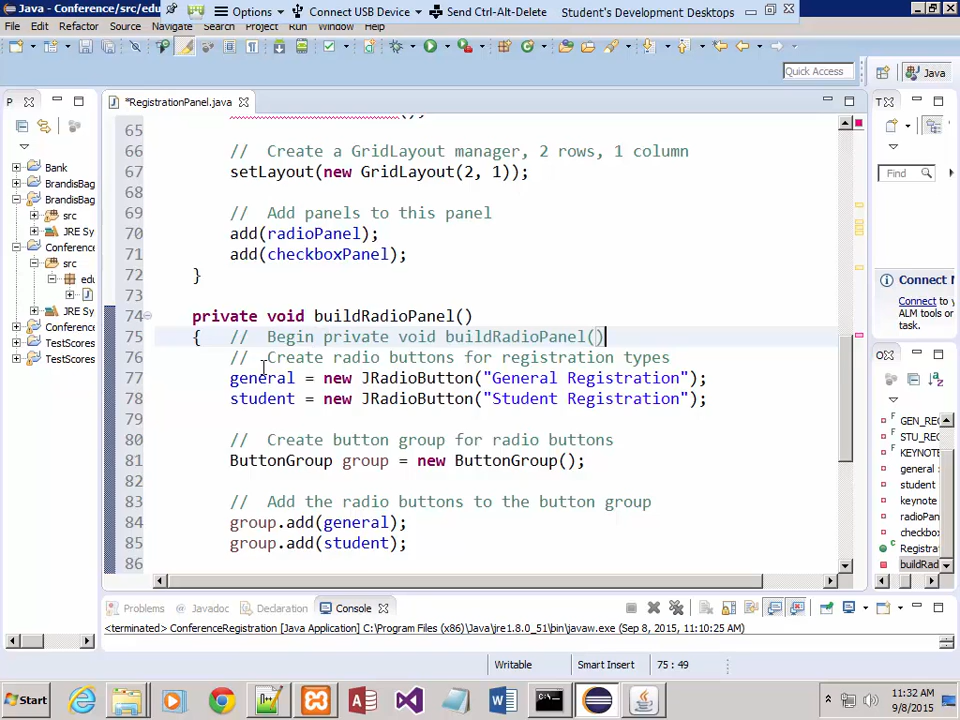 Options
Connect USB Device
Send Ctrl-Alt-Delete
Student's Development Desktops
Java - Conference/src/edu
File Edit Refactor Source Navigate Search Project Run Window Help
Quick Access
Java
P
*RegistrationPanel.java
T
Bank
BrandisBag
BrandisBag
src
JRE Sy
Conference
src
edu
J
JRE Sy
Conference
TestScores
TestScores
65 ();
66 // Create a GridLayout manager, 2 rows, 1 column
67 setLayout(new GridLayout(2, 1));
68
69 // Add panels to this panel
70 add(radioPanel);
71 add(checkboxPanel);
72 }
73
74 private void buildRadioPanel()
75 { // Begin private void buildRadioPanel()
76 // Create radio buttons for registration types
77 general = new JRadioButton("General Registration");
78 student = new JRadioButton("Student Registration");
79
80 // Create button group for radio buttons
81 ButtonGroup group = new ButtonGroup();
82
83 // Add the radio buttons to the button group
84 group.add(general);
85 group.add(student);
86
Find
Connect M
Connect to
ALM tools,
create a lo
O
GEN_REC
STU_REC
KEYNOTE
general :
student
keynote
radioPan
checkbox
Registrat
buildRad
Problems
Javadoc
Declaration
Console
<terminated> ConferenceRegistration [Java Application] C:\Program Files (x86)\Java\jre1.8.0_51\bin\javaw.exe (Sep 8, 2015, 11:10:25 AM)
Writable
Smart Insert
75 : 49
Start
11:32 AM
9/8/2015